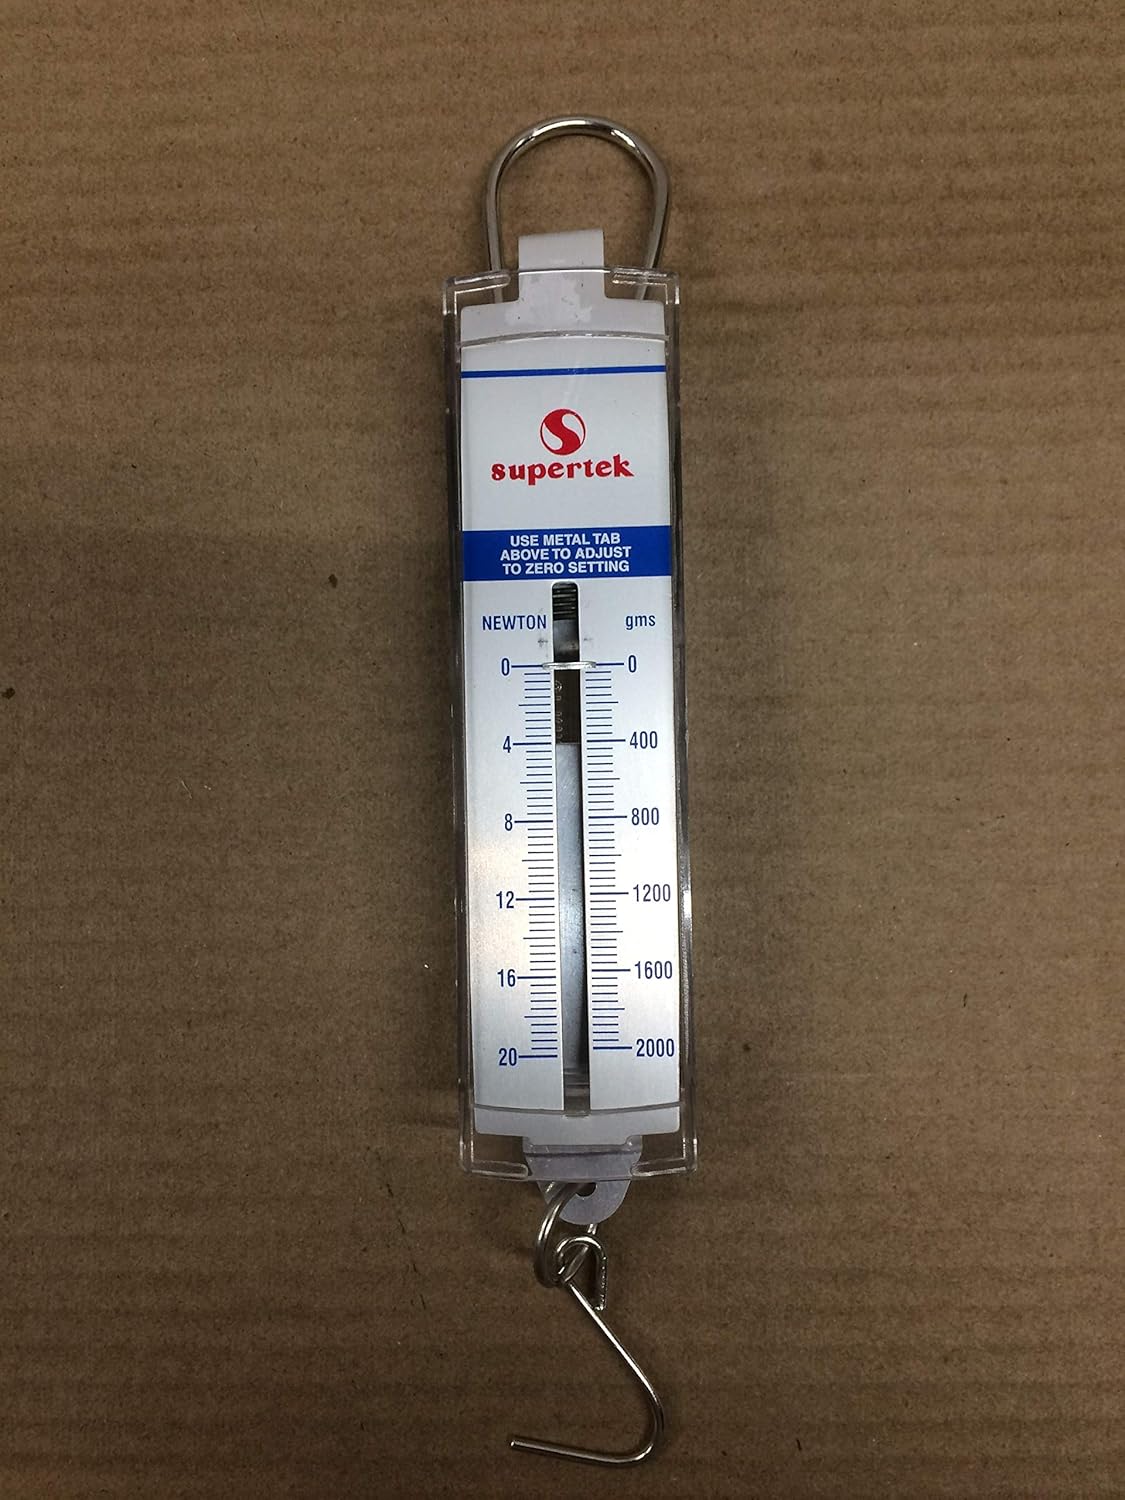 supertek
USE METAL TAB
ABOVE TO ADJUST
TO ZERO SETTING
NEWTON gms
0 0
4 400
8 800
12 1200
16 1600
20 2000